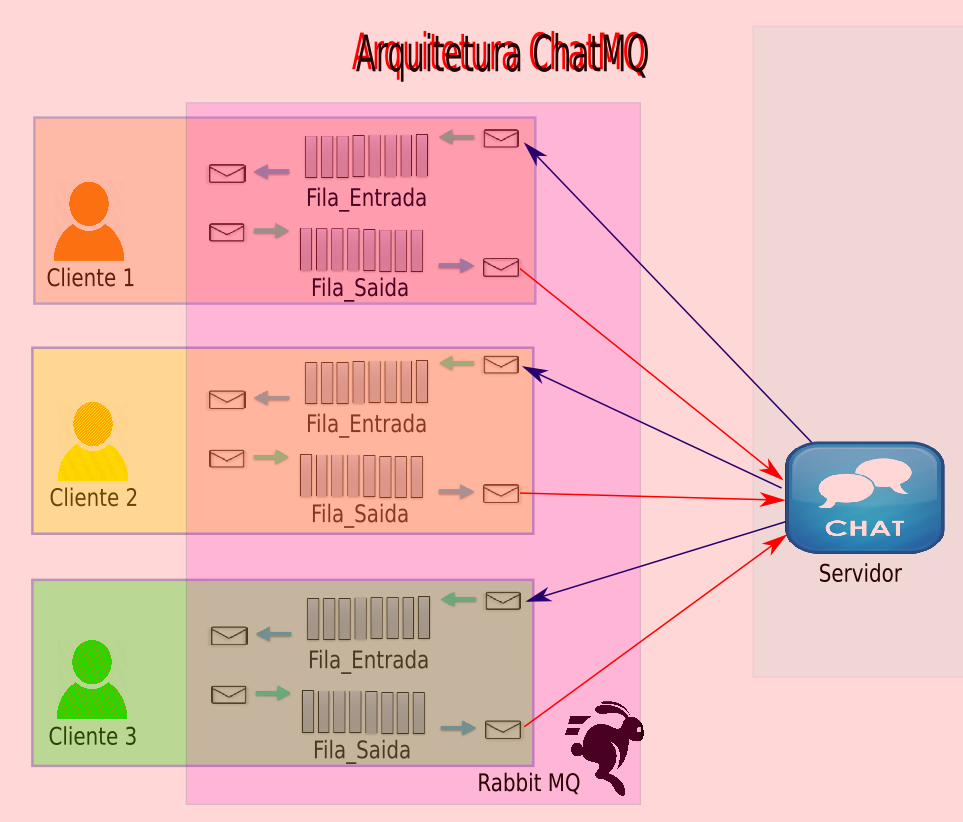 Arquitetura ChatMQ
Fila_Entrada
Cliente 1
Fila_Saida
Fila_Entrada
Cliente 2
Fila_Saida
CHAT
Servidor
Fila_Entrada
Cliente 3
Fila_Saida
Rabbit MQ